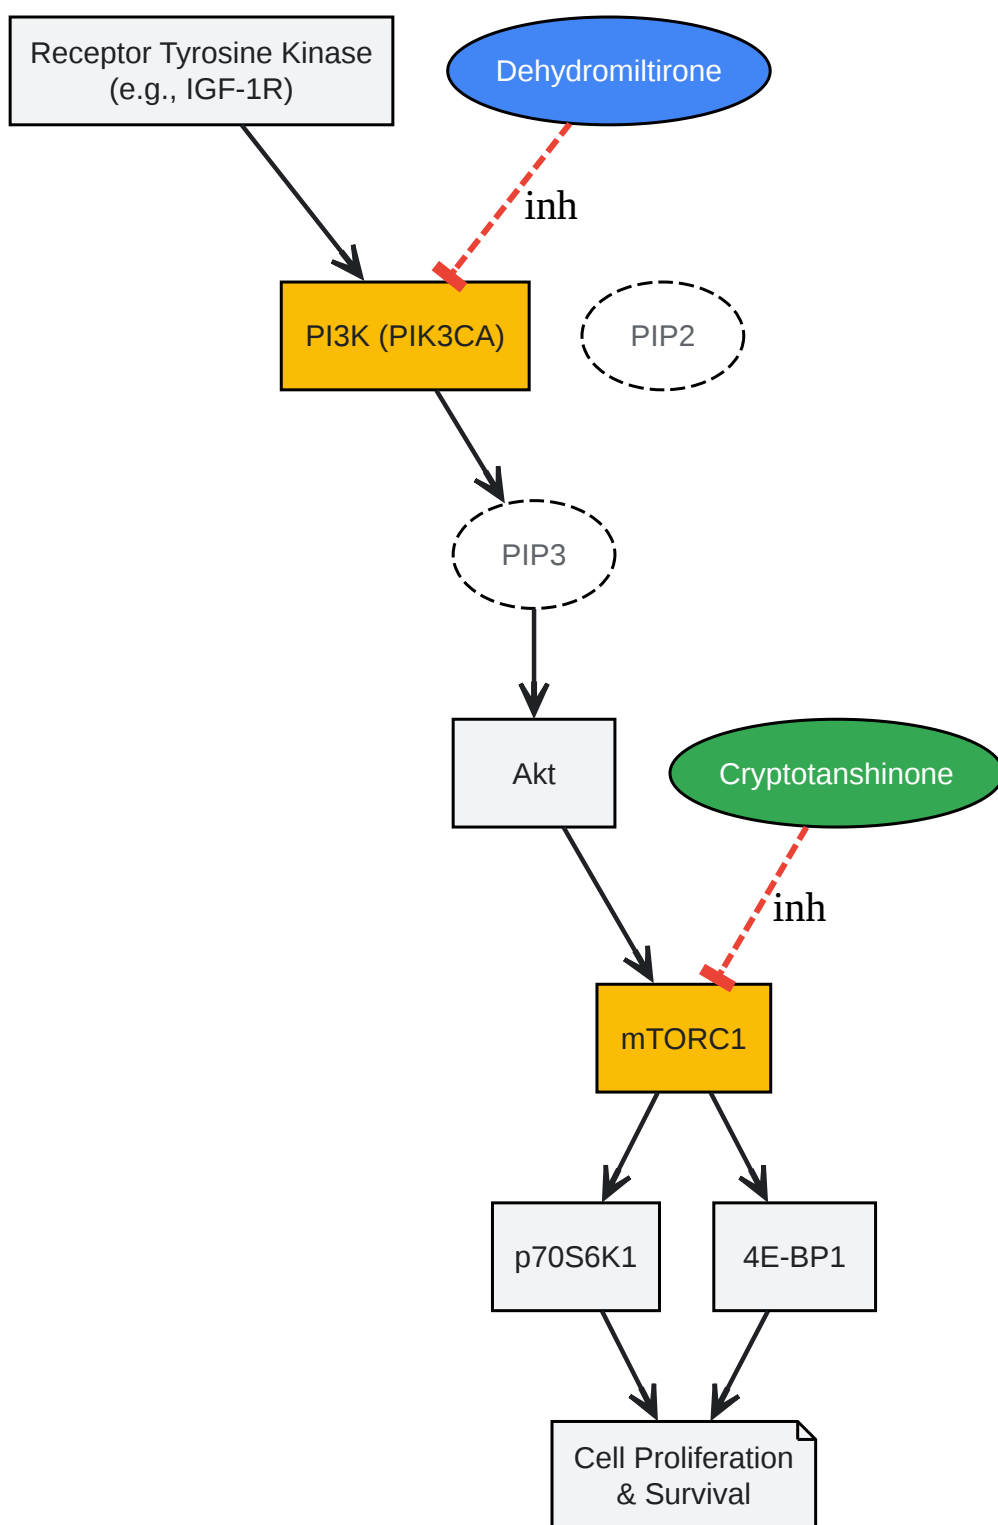 Receptor Tyrosine Kinase
(e.g., IGF-1R)
Dehydromiltirone
inh
PI3K (PIK3CA)
PIP2
PIP3
Akt
Cryptotanshinone
inh
mTORC1
p70S6K1
4E-BP1
Cell Proliferation
& Survival